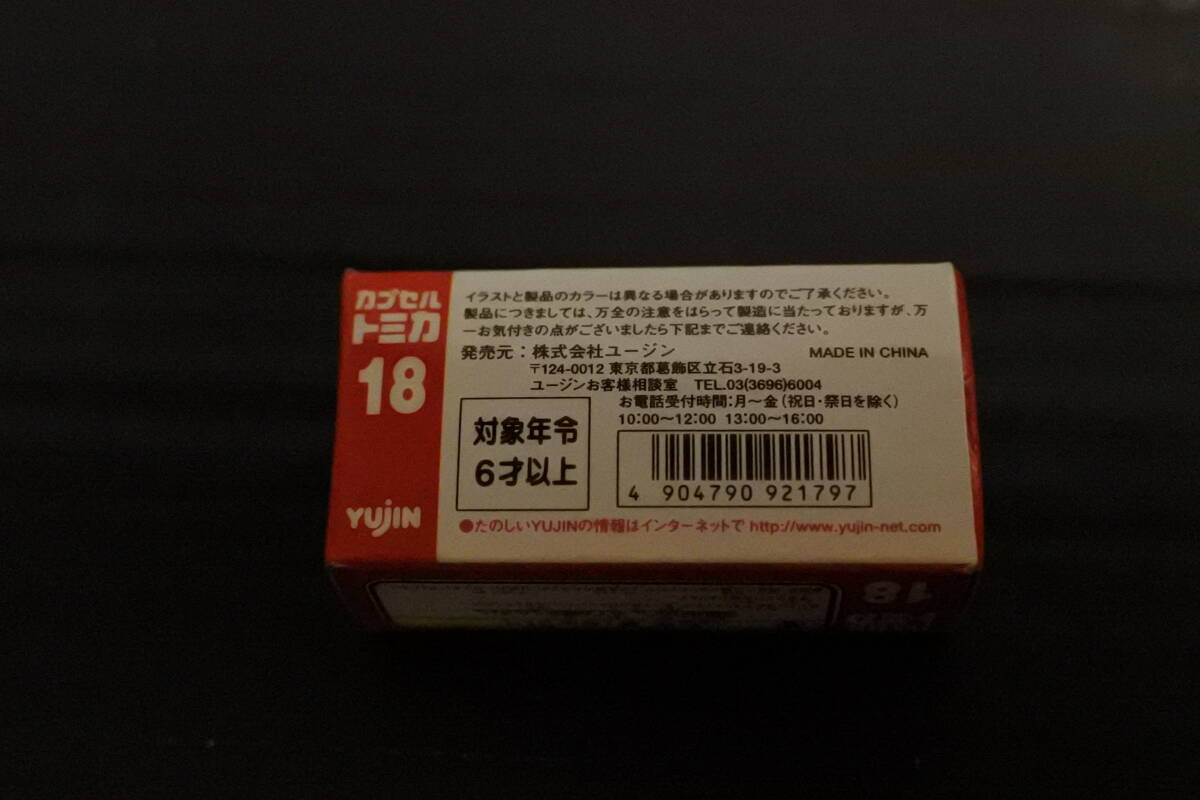 カプセル
トミカ
18
YUJIN
イラストと製品のカラーは異なる場合がありますのでご了承ください。
製品につきましては、万全の注意をはらって製造に当たっておりますが、万
一お気付きの点がございましたら下記までご連絡ください。
発売元：株式会社ユージン MADE IN CHINA
〒124-0012 東京都葛飾区立石3-19-3
ユージンお客様相談室 TEL.03(3696)6004
お電話受付時間:月〜金(祝日・祭日を除く)
10:00〜12:00 13:00〜16:00
対象年令
6才以上
4 904790 921797
●たのしいYUJINの情報はインターネットで http://www.yujin-net.com
18